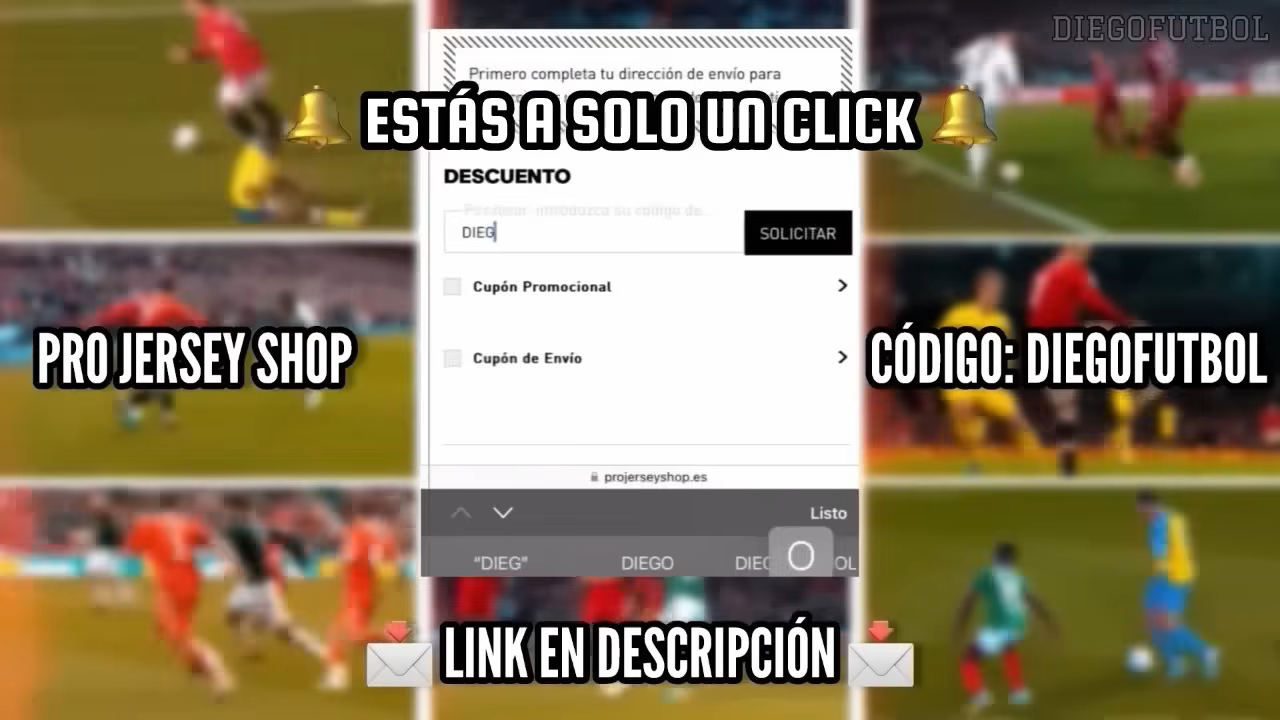 DIEGOFUTBOL
Primero completa tu dirección de envío para
ESTÁS A SOLO UN CLICK
DESCUENTO
DIEG
SOLICITAR
Cupón Promocional
PRO JERSEY SHOP
CÓDIGO: DIEGOFUTBOL
Cupón de Envío
projerseyshop.es
Listo
"DIEG"
DIEGO
O
LINK EN DESCRIPCIÓN